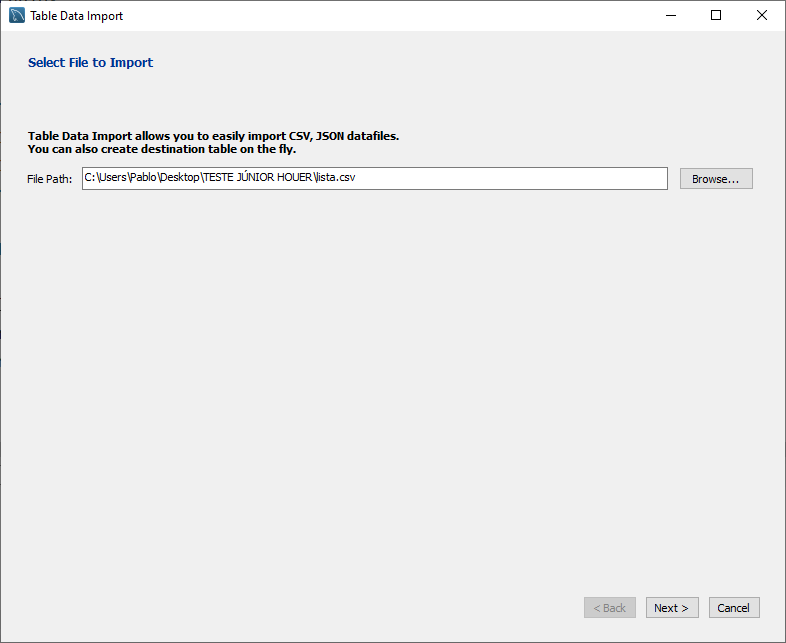 Table Data Import
Select File to Import
Table Data Import allows you to easily import CSV, JSON datafiles.
You can also create destination table on the fly.
File Path: C:\Users\Pablo\Desktop\TESTE JÚNIOR HOUER\lista.csv Browse...
< Back Next > Cancel